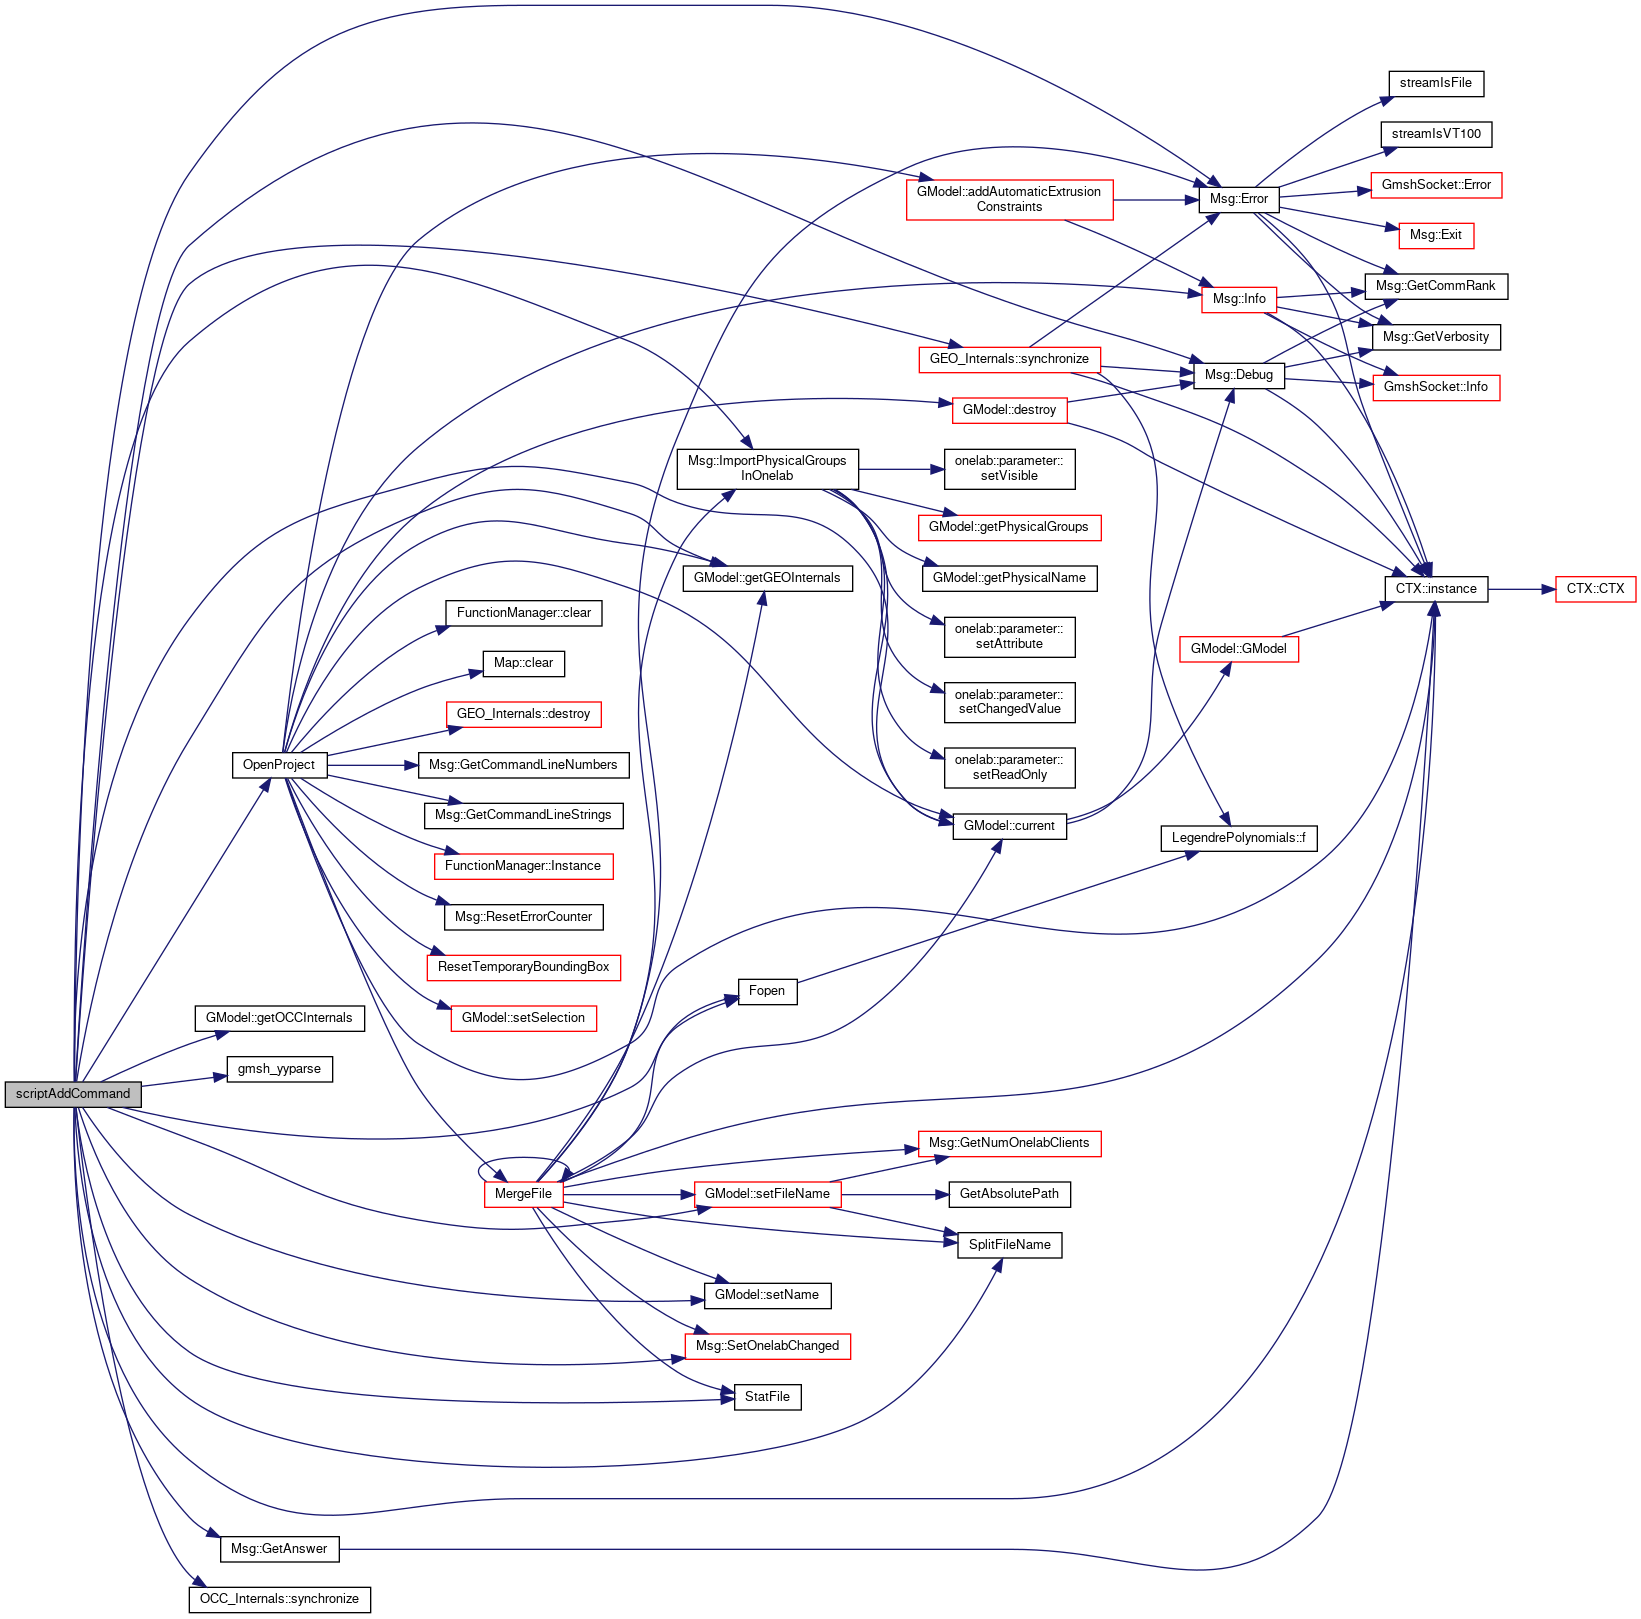 streamIsFile
streamIsVT100
GmshSocket::Error
GModel::addAutomaticExtrusion
Constraints
Msg::Error
Msg::Exit
Msg::GetCommRank
Msg::Info
Msg::GetVerbosity
GEO_Internals::synchronize
Msg::Debug
GmshSocket::Info
GModel::destroy
Msg::ImportPhysicalGroups
InOnelab
onelab::parameter::
setVisible
GModel::getPhysicalGroups
GModel::getGEOInternals
GModel::getPhysicalName
CTX::instance
CTX::CTX
FunctionManager::clear
onelab::parameter::
setAttribute
GModel::GModel
Map::clear
onelab::parameter::
setChangedValue
GEO_Internals::destroy
OpenProject
Msg::GetCommandLineNumbers
onelab::parameter::
setReadOnly
Msg::GetCommandLineStrings
GModel::current
LegendrePolynomials::f
FunctionManager::Instance
Msg::ResetErrorCounter
ResetTemporaryBoundingBox
Fopen
GModel::getOCCInternals
GModel::setSelection
gmsh_yyparse
scriptAddCommand
Msg::GetNumOnelabClients
MergeFile
GModel::setFileName
GetAbsolutePath
SplitFileName
GModel::setName
Msg::SetOnelabChanged
StatFile
Msg::GetAnswer
OCC_Internals::synchronize